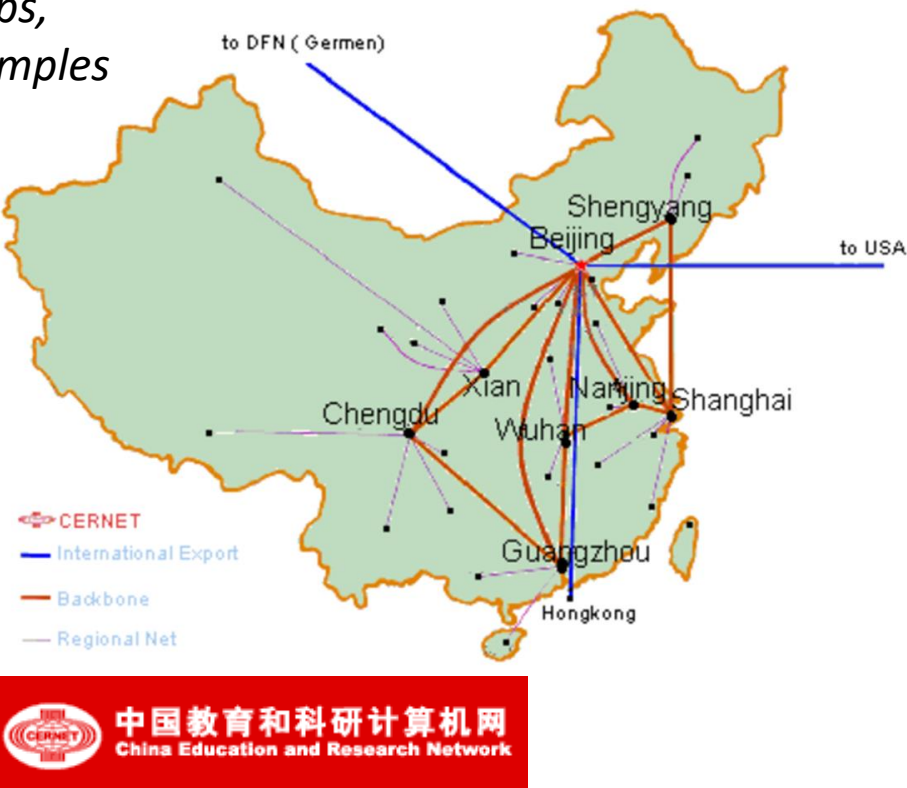 mples
to DFN ( Germen)
Shengyang
Beijing
to USA
Xian
Nanjing
Shanghai
Chengdu
Wuhan
CERNET
International Export
Guangzhou
Backbone
Hongkong
Regional Net
CERNET
中国教育和科研计算机网
China Education and Research Network